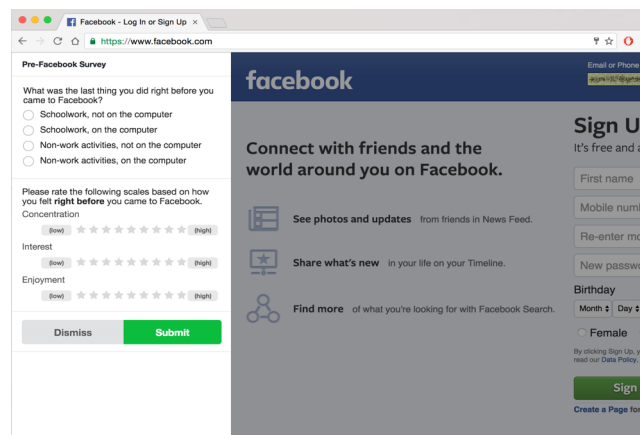 Facebook - Log In or Sign Up
https://www.facebook.com
Pre-Facebook Survey
What was the last thing you did right before you
came to Facebook?
Schoolwork, not on the computer
Schoolwork, on the computer
Non-work activities, not on the computer
Non-work activities, on the computer
Please rate the following scales based on how
you felt right before you came to Facebook.
Concentration
(low) (high)
Interest
(low) (high)
Enjoyment
(low) (high)
Dismiss Submit
facebook
Connect with friends and the
world around you on Facebook.
See photos and updates from friends in News Feed.
Share what's new in your life on your Timeline.
Find more of what you're looking for with Facebook Search.
Email or Phone
Sign U
It's free and a
First name
Mobile numb
Re-enter mo
New passwo
Birthday
Month Day
Female
By clicking Sign Up, y
read our Data Policy,
Sign
Create a Page for